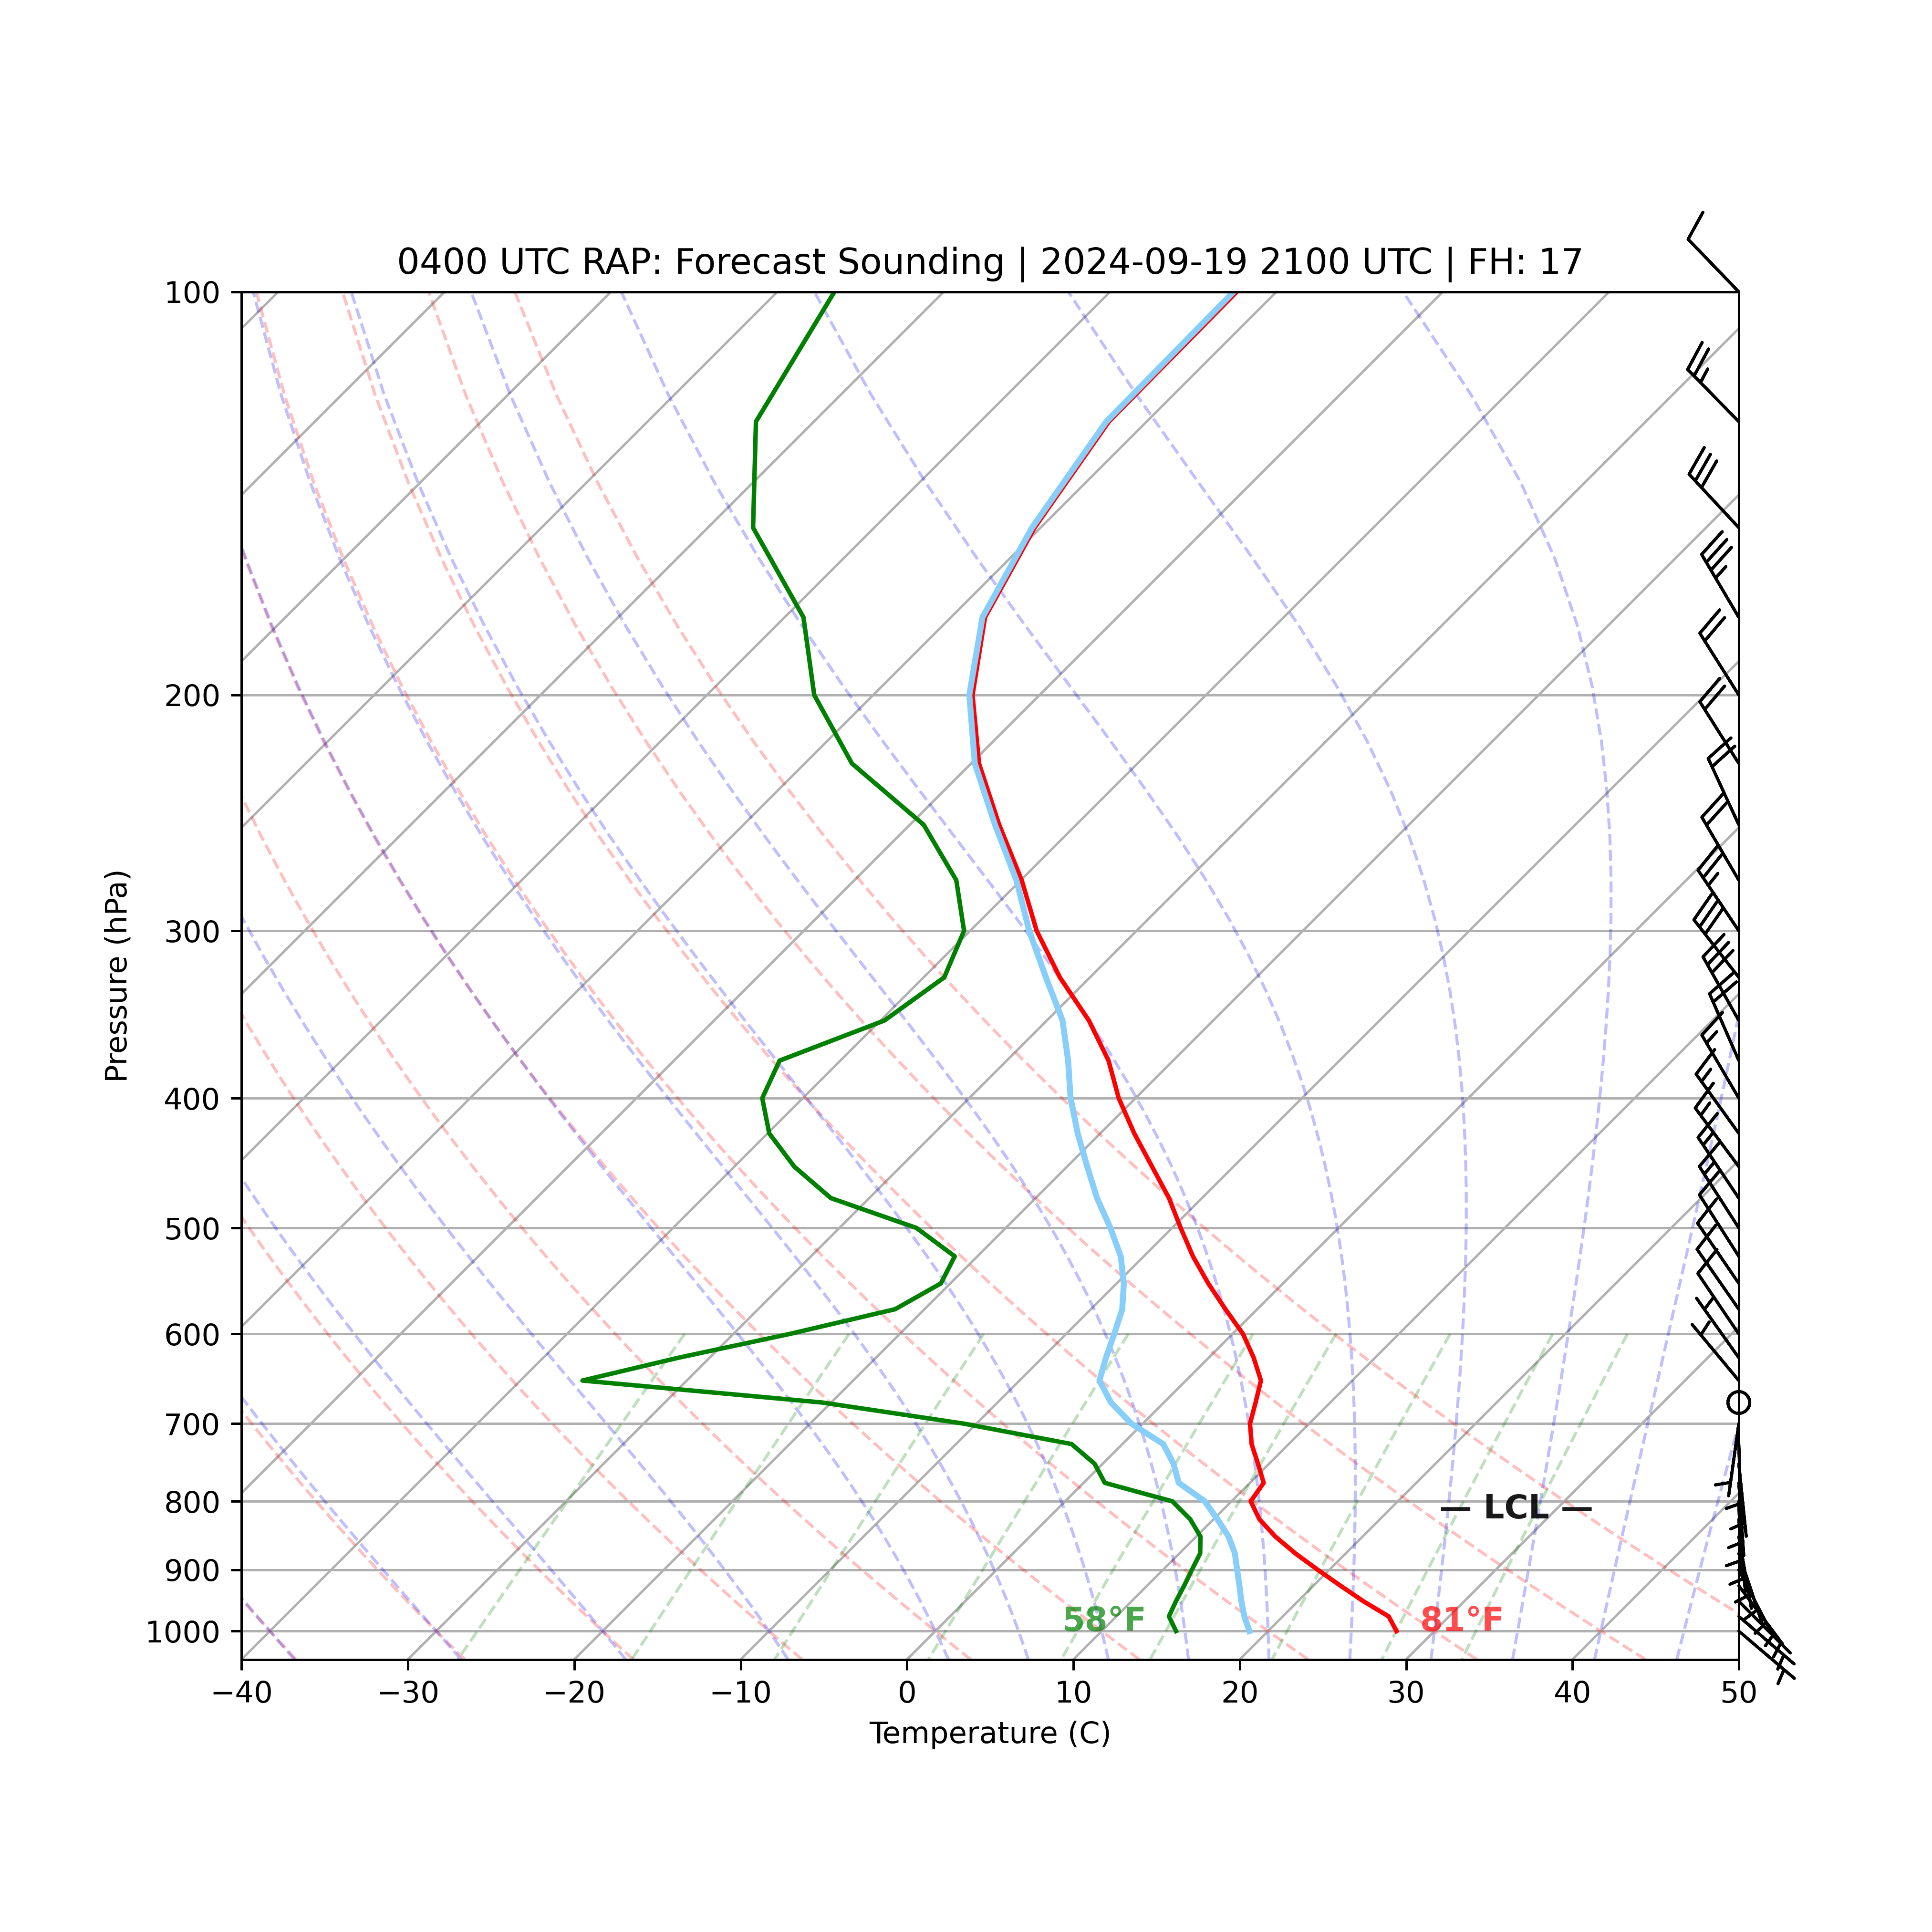 0400 UTC RAP: Forecast Sounding | 2024-09-19 2100 UTC | FH: 17
100
200
300
400
500
600
700
800
900
1000
Pressure (hPa)
— LCL —
58°F
81°F
−40 −30 −20 −10 0 10 20 30 40 50
Temperature (C)